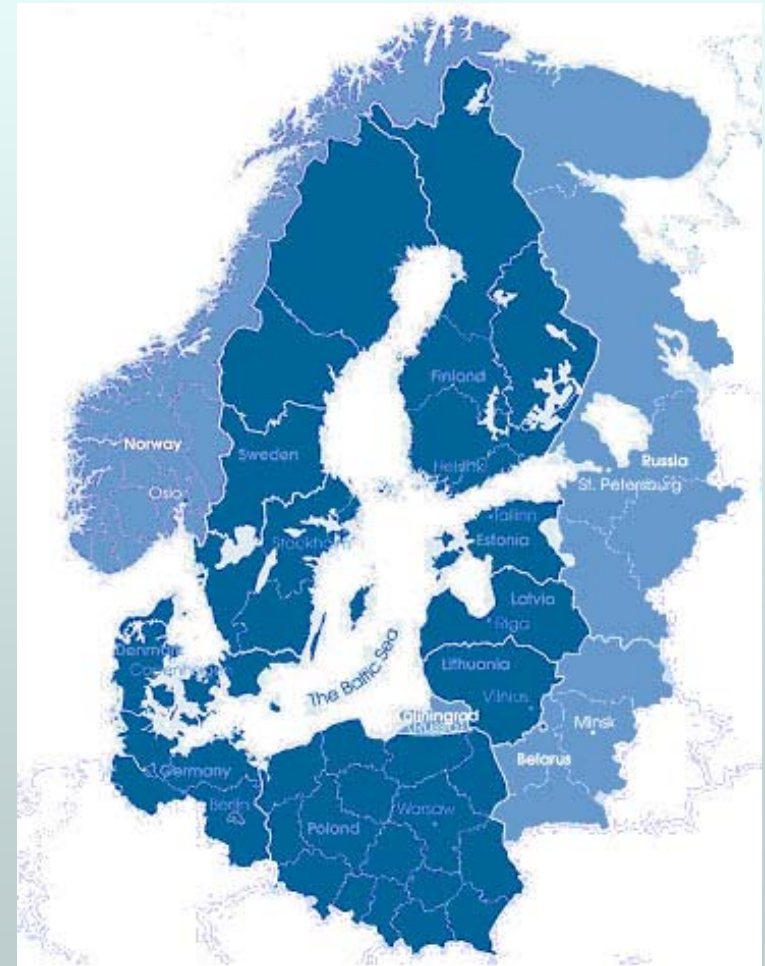 Finland
Norway
Sweden
Helsinki
Russia
Oslo
St. Petersburg
Tallinn
Stockholm
Estonia
Latvia
Riga
Denmark
Copenhagen
The Baltic Sea
Lithuania
Vilnius
Kaliningrad
(Russia)
Minsk
Belarus
Germany
Berlin
Warsaw
Poland